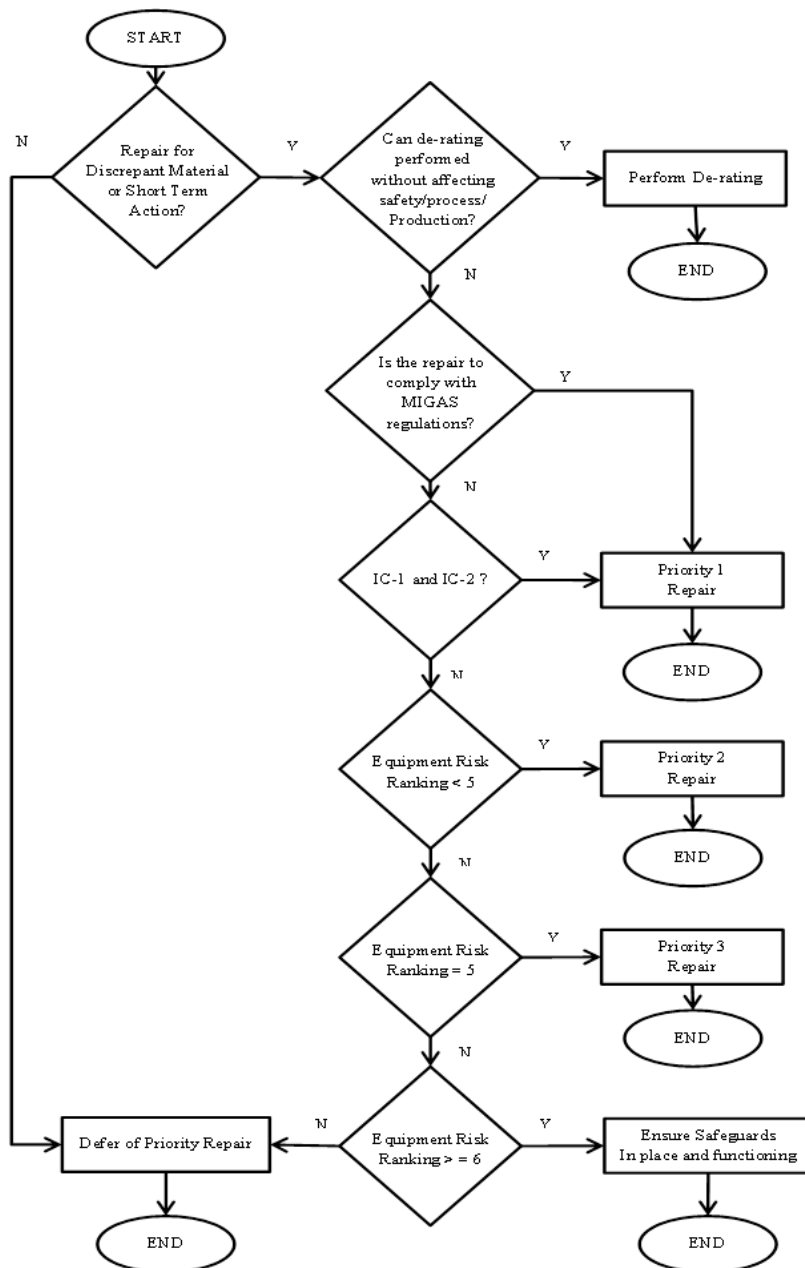 START
N
Repair for
Discrepant Material
or Short Term
Action?
Y
Can de-rating
performed
without affecting
safety/process/
Production?
Y
Perform De-rating
END
N
Is the repair to
comply with
MIGAS
regulations?
Y
N
IC-1 and IC-2 ?
Y
Priority 1
Repair
END
N
Equipment Risk
Ranking < 5
Y
Priority 2
Repair
END
N
Equipment Risk
Ranking = 5
Y
Priority 3
Repair
END
N
Defer of Priority Repair
N
Equipment Risk
Ranking > = 6
Y
Ensure Safeguards
In place and functioning
END
END